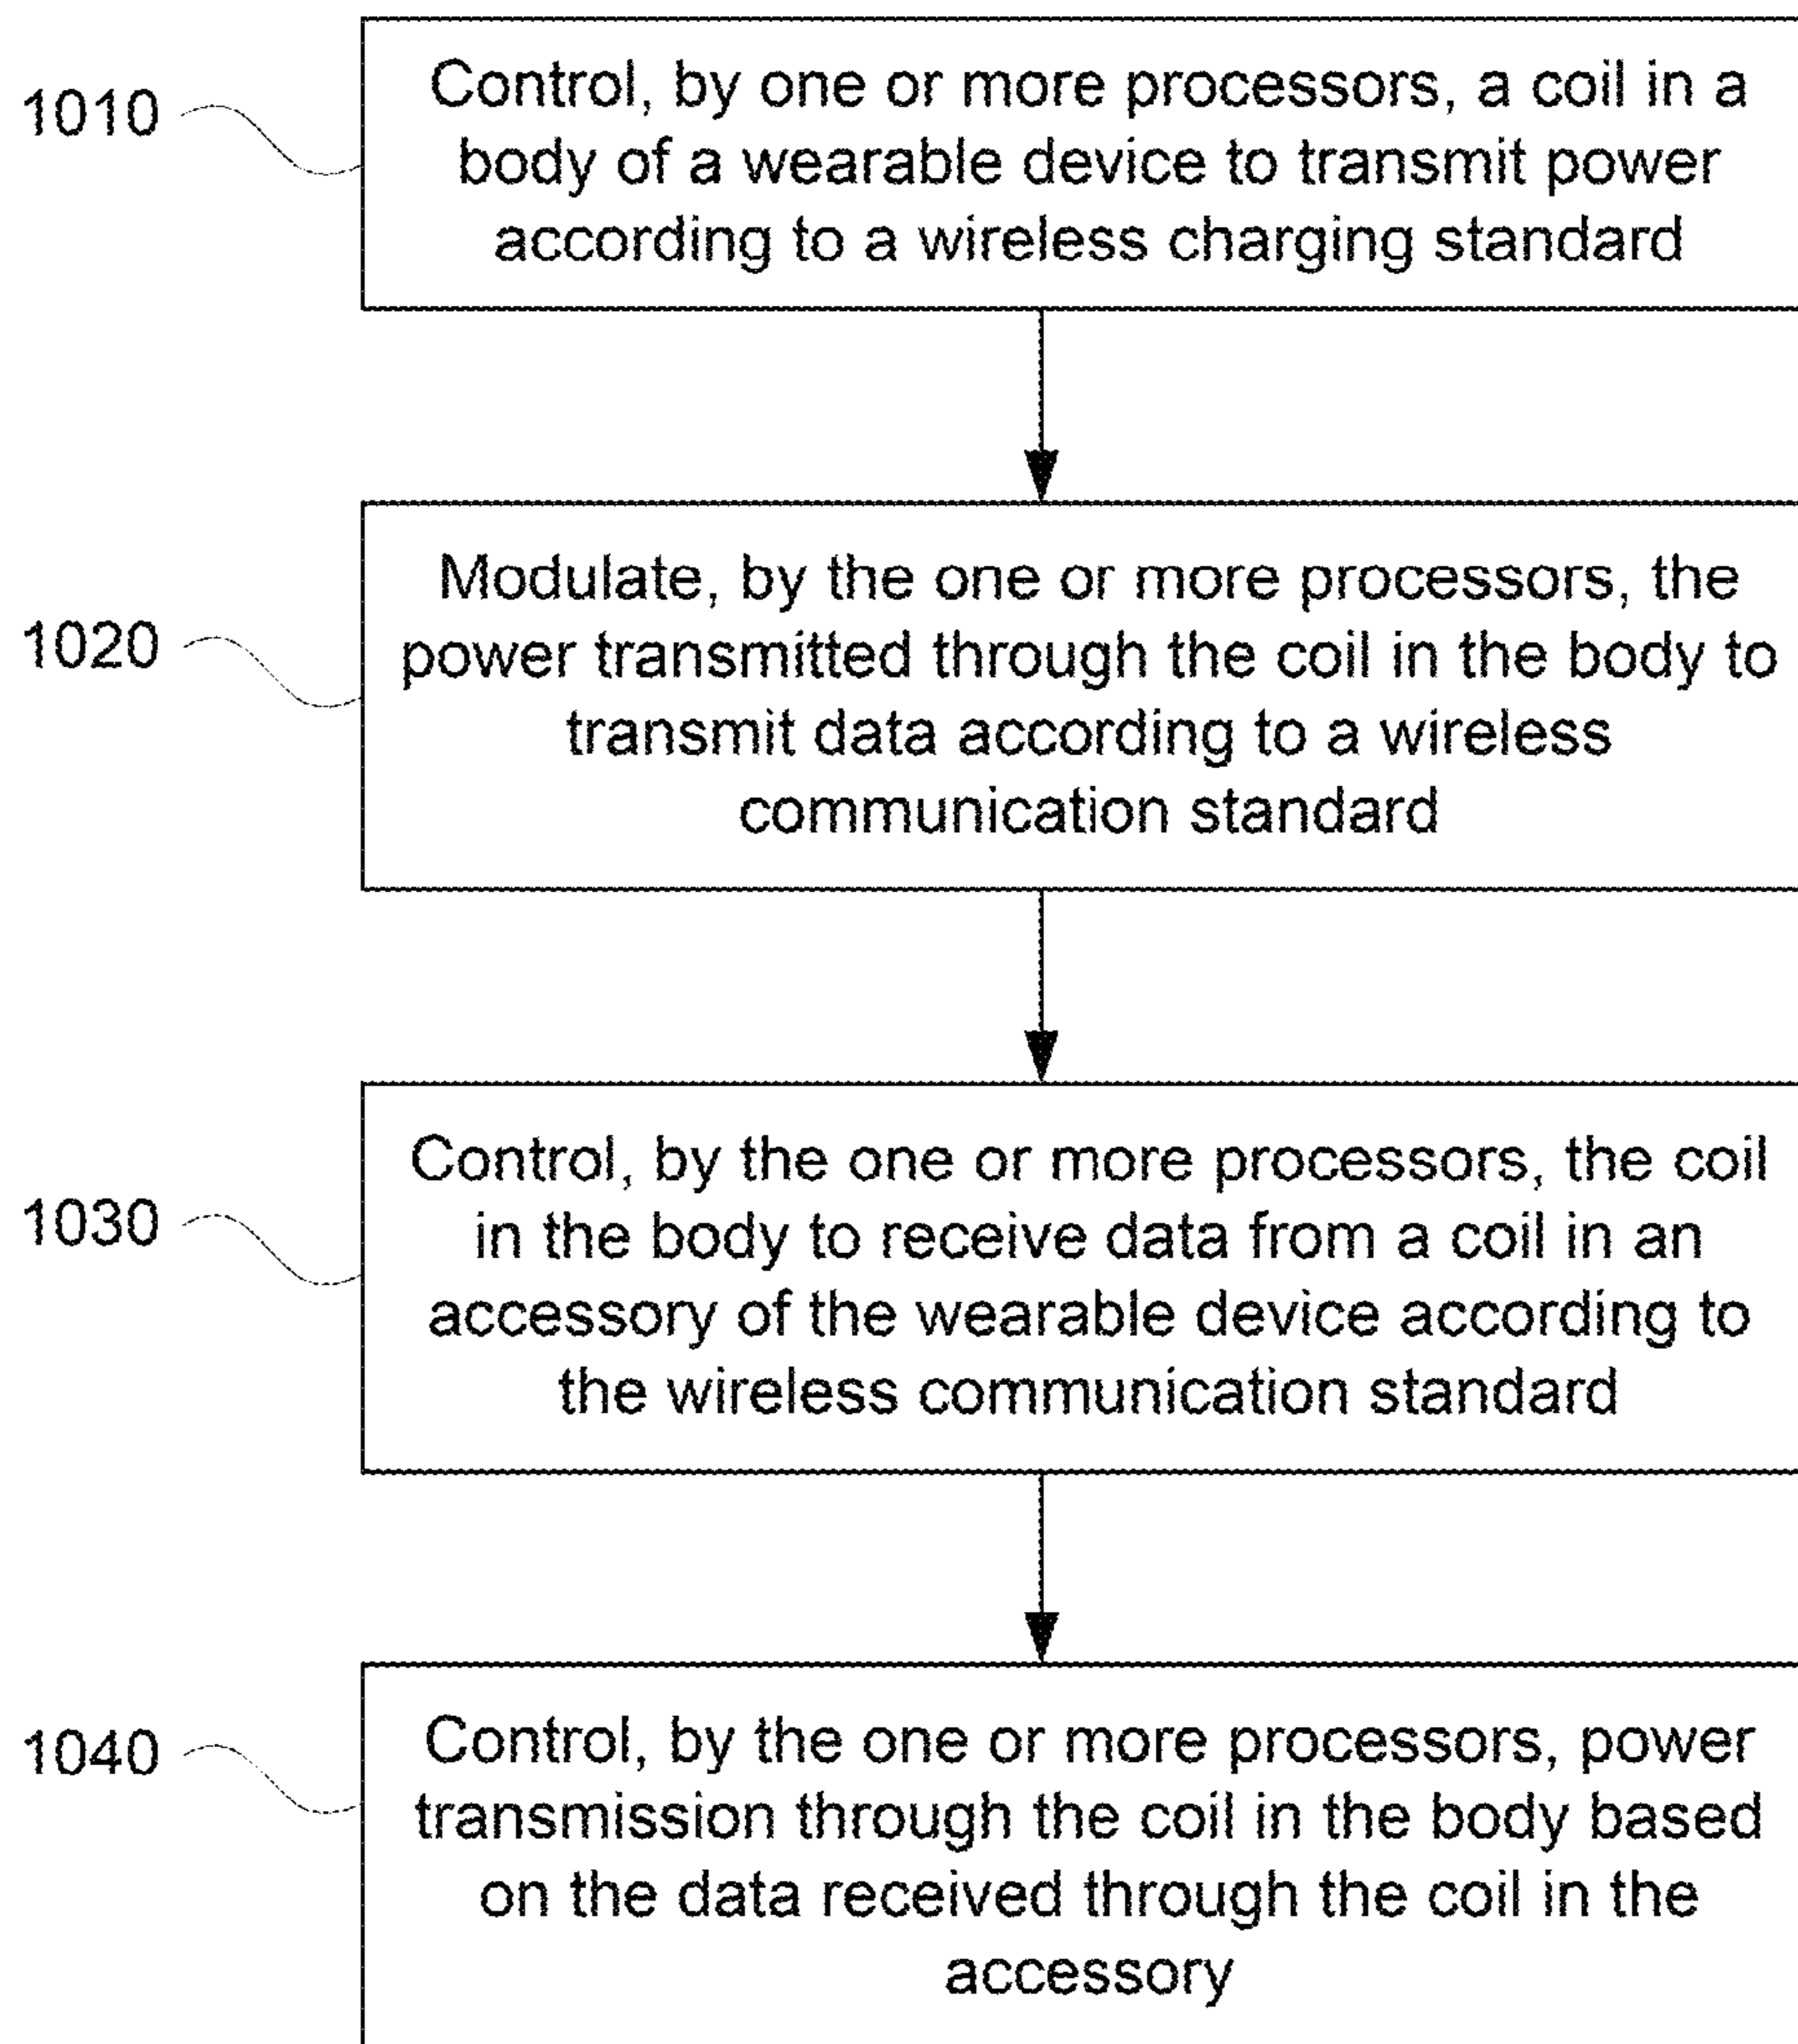 1010
Control, by one or more processors, a coil in a
body of a wearable device to transmit power
according to a wireless charging standard
1020
Modulate, by the one or more processors, the
power transmitted through the coil in the body to
transmit data according to a wireless
communication standard
1030
Control, by the one or more processors, the coil
in the body to receive data from a coil in an
accessory of the wearable device according to
the wireless communication standard
1040
Control, by the one or more processors, power
transmission through the coil in the body based
on the data received through the coil in the
accessory